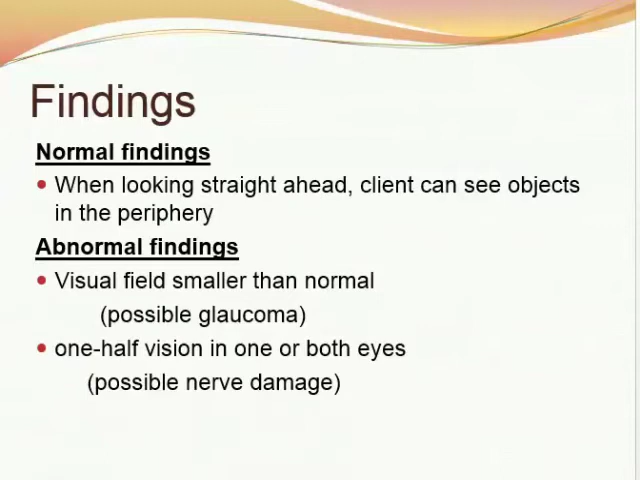 Findings
Normal findings
• When looking straight ahead, client can see objects
in the periphery
Abnormal findings
• Visual field smaller than normal
(possible glaucoma)
• one-half vision in one or both eyes
(possible nerve damage)